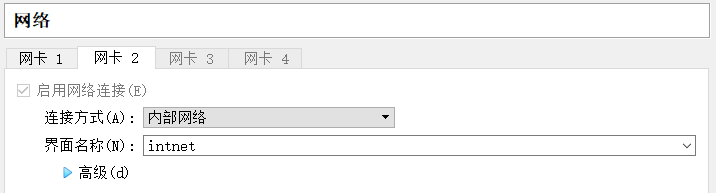 网络
网卡 1 网卡 2 网卡 3 网卡 4
启用网络连接(E)
连接方式(A): 内部网络
界面名称(N): intnet
高级(d)